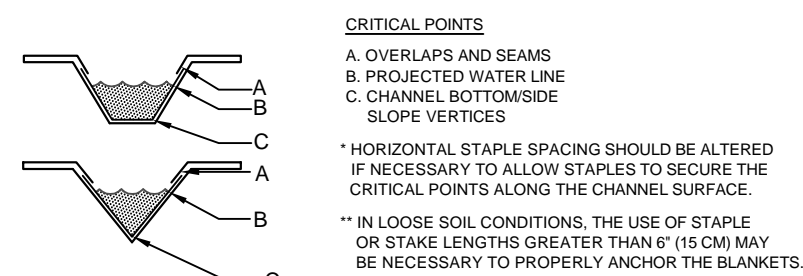 CRITICAL POINTS
A. OVERLAPS AND SEAMS
B. PROJECTED WATER LINE
C. CHANNEL BOTTOM/SIDE
SLOPE VERTICES
* HORIZONTAL STAPLE SPACING SHOULD BE ALTERED
IF NECESSARY TO ALLOW STAPLES TO SECURE THE
CRITICAL POINTS ALONG THE CHANNEL SURFACE.
** IN LOOSE SOIL CONDITIONS, THE USE OF STAPLE
OR STAKE LENGTHS GREATER THAN 6" (15 CM) MAY
BE NECESSARY TO PROPERLY ANCHOR THE BLANKETS.
A
B
C
A
B